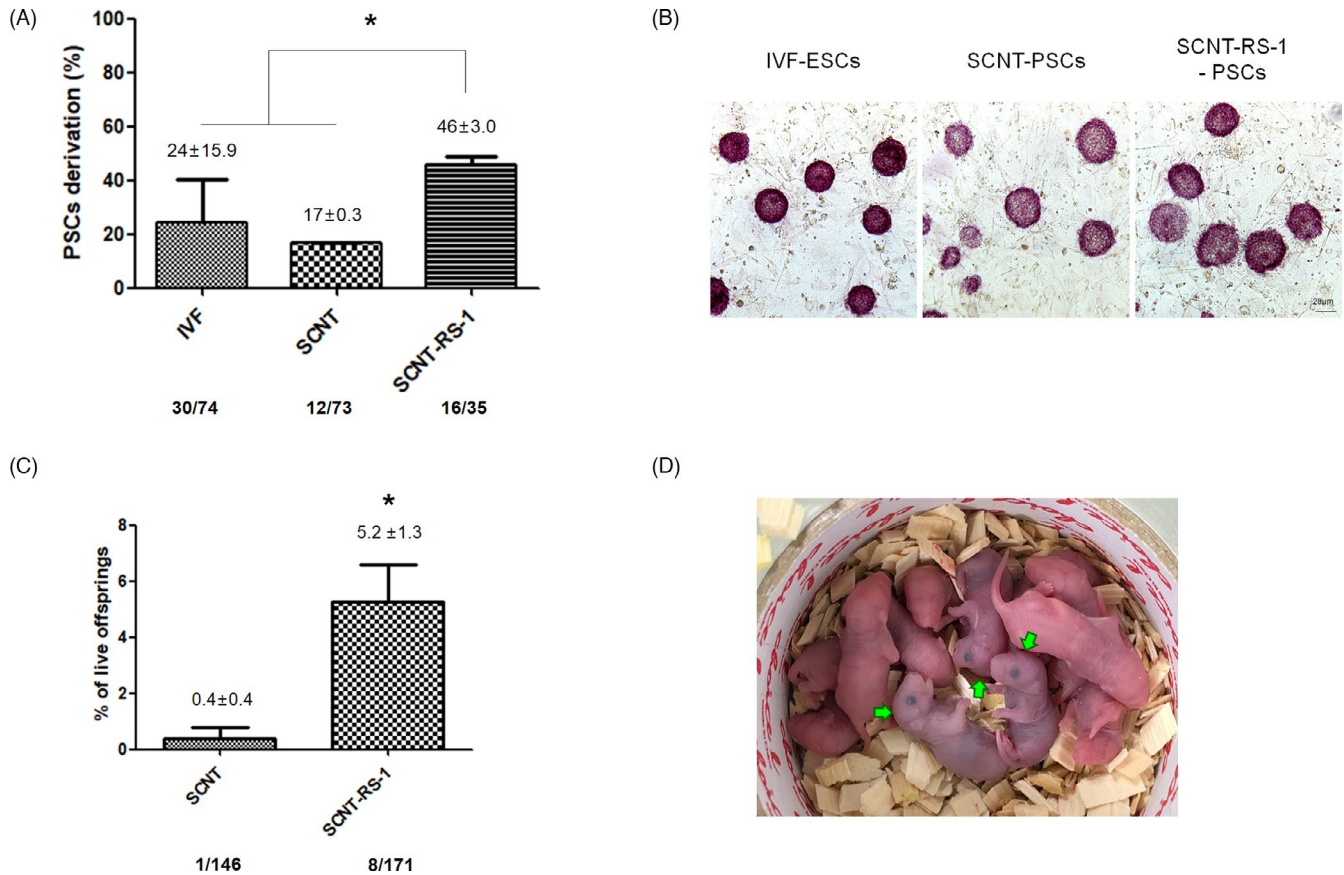 (A)
PSCs derivation (%)
100
80
60
40
20
0
*
24±15.9
17±0.3
46±3.0
IVF
SCNT
SCNT-RS-1
30/74
12/73
16/35
(B)
IVF-ESCs
SCNT-PSCs
SCNT-RS-1
- PSCs
20μm
(C)
% of live offsprings
8
6
4
2
0
*
0.4±0.4
5.2 ±1.3
SCNT
SCNT-RS-1
1/146
8/171
(D)